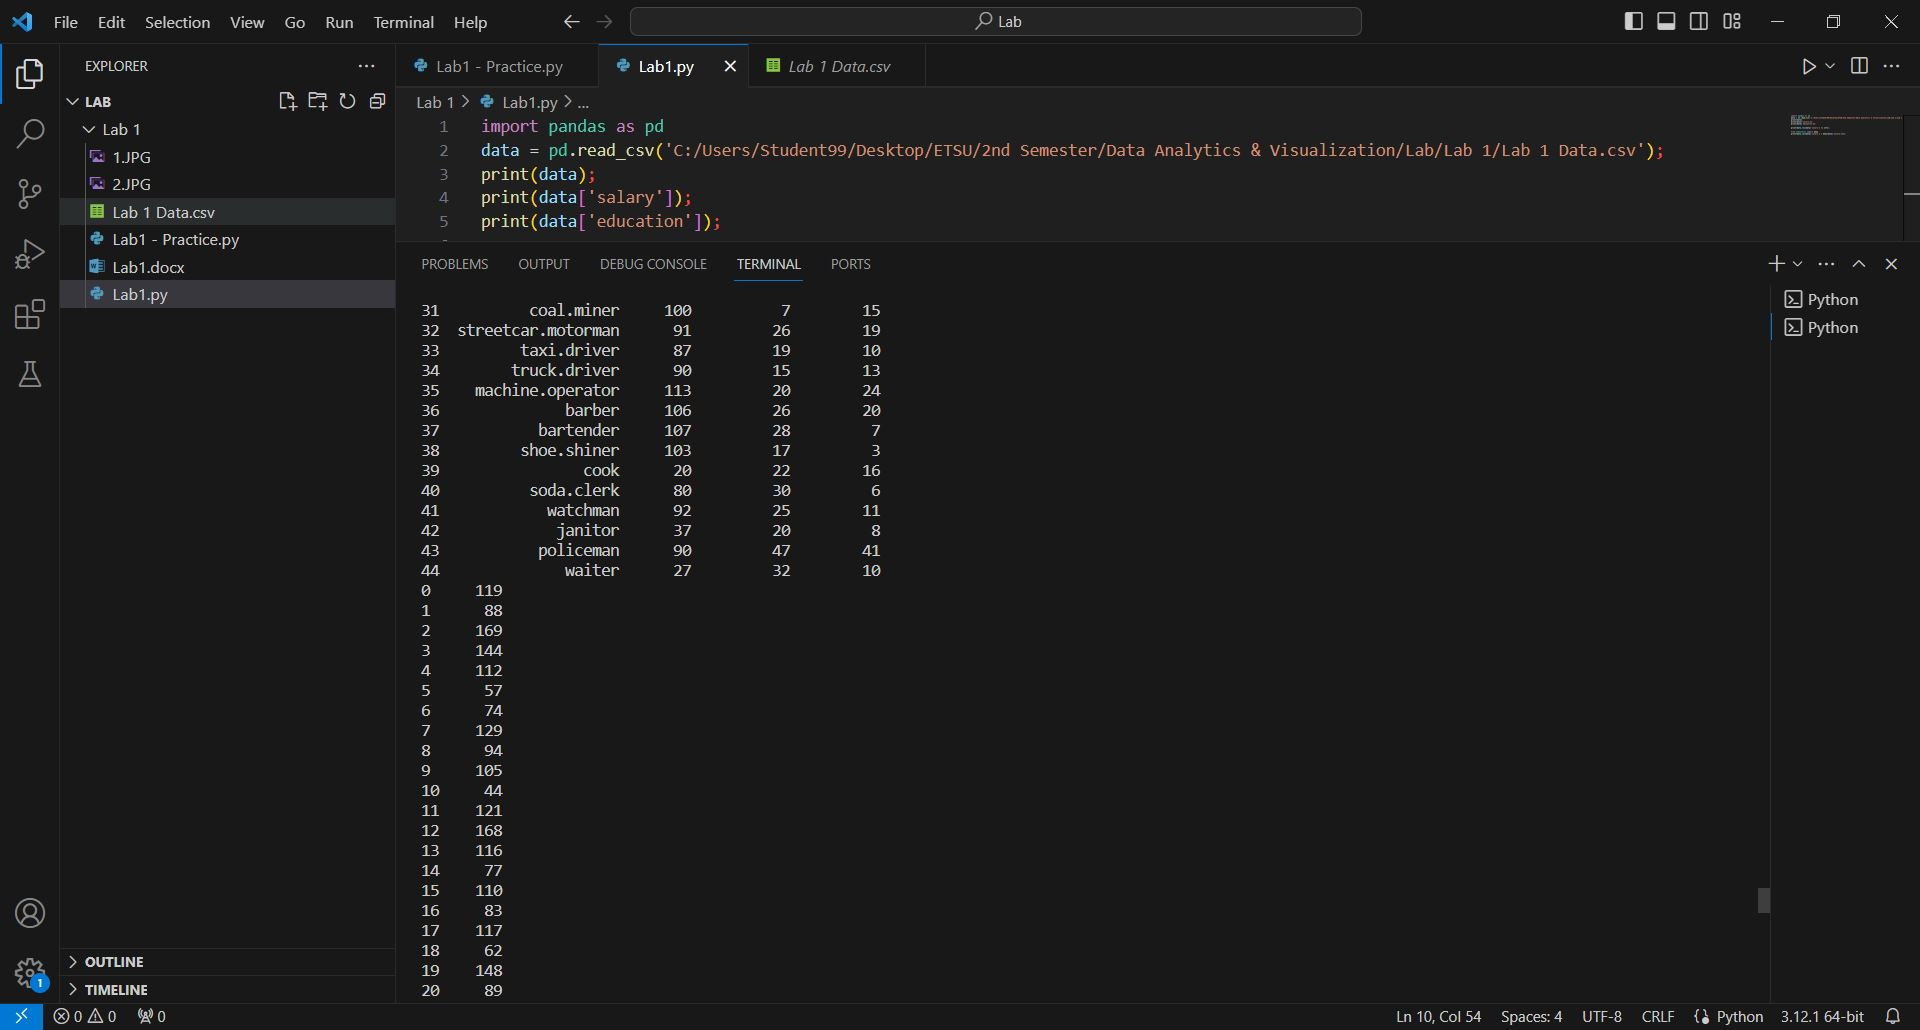 File Edit Selection View Go Run Terminal Help
Lab
EXPLORER
LAB
Lab 1
1.JPG
2.JPG
Lab 1 Data.csv
Lab1 - Practice.py
Lab1.docx
Lab1.py
OUTLINE
TIMELINE
Lab1 - Practice.py Lab1.py Lab 1 Data.csv
Lab 1 > Lab1.py > ...
1 import pandas as pd
2 data = pd.read_csv('C:/Users/Student99/Desktop/ETSU/2nd Semester/Data Analytics & Visualization/Lab/Lab 1/Lab 1 Data.csv');
3 print(data);
4 print(data['salary']);
5 print(data['education']);
PROBLEMS OUTPUT DEBUG CONSOLE TERMINAL PORTS
31 coal.miner 100 7 15
32 streetcar.motorman 91 26 19
33 taxi.driver 87 19 10
34 truck.driver 90 15 13
35 machine.operator 113 20 24
36 barber 106 26 20
37 bartender 107 28 7
38 shoe.shiner 103 17 3
39 cook 20 22 16
40 soda.clerk 80 30 6
41 watchman 92 25 11
42 janitor 37 20 8
43 policeman 90 47 41
44 waiter 27 32 10
0 119
1 88
2 169
3 144
4 112
5 57
6 74
7 129
8 94
9 105
10 44
11 121
12 168
13 116
14 77
15 110
16 83
17 117
18 62
19 148
20 89
Python
Python
1
0 0 0 Ln 10, Col 54 Spaces: 4 UTF-8 CRLF Python 3.12.1 64-bit